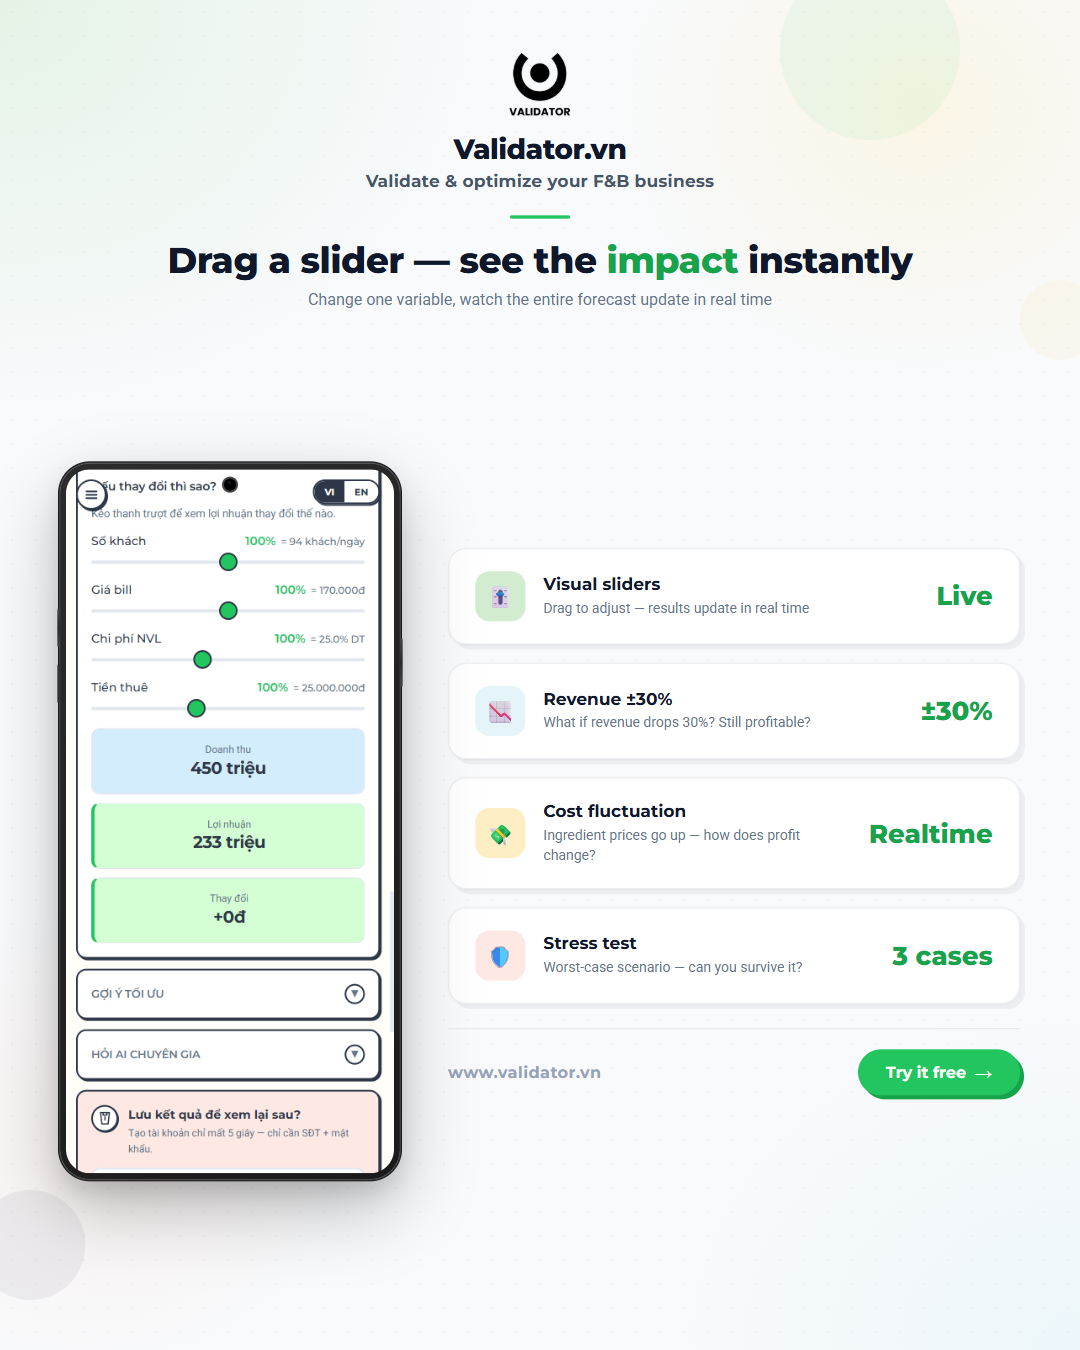 VALIDATOR
Validator.vn
Validate & optimize your F&B business
Drag a slider — see the impact instantly
Change one variable, watch the entire forecast update in real time
ếu thay đổi thì sao?
VI EN
Kéo thanh trượt để xem lợi nhuận thay đổi thế nào.
Số khách 100% = 94 khách/ngày
Giá bill 100% = 170.000đ
Chi phí NVL 100% = 25.0% DT
Tiền thuê 100% = 25.000.000đ
Doanh thu
450 triệu
Lợi nhuận
233 triệu
Thay đổi
+0đ
GỢI Ý TỐI ƯU
HỎI AI CHUYÊN GIA
Lưu kết quả để xem lại sau?
Tạo tài khoản chỉ mất 5 giây — chỉ cần SĐT + mật
khẩu.
Visual sliders
Drag to adjust — results update in real time
Live
Revenue ±30%
What if revenue drops 30%? Still profitable?
±30%
Cost fluctuation
Ingredient prices go up — how does profit
change?
Realtime
Stress test
Worst-case scenario — can you survive it?
3 cases
www.validator.vn
Try it free →